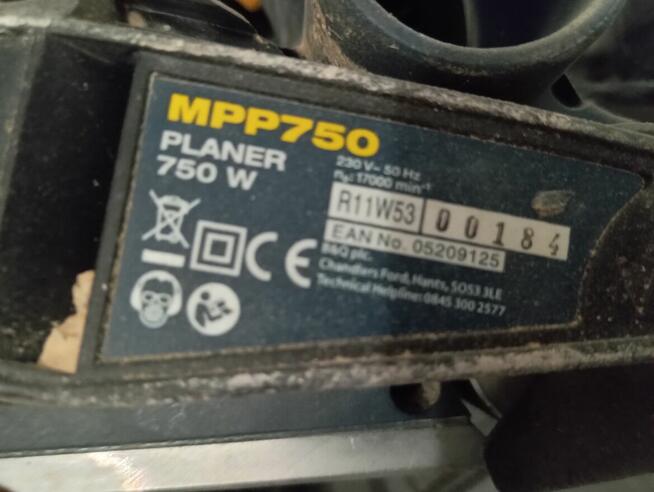 MPP750
PLANER
750 W
230 V~ 50 Hz
n₀: 17000 min⁻¹
R11W53 00184
EAN No. 05209125
B&Q plc.
Chandlers Ford, Hants, SO53 3LE
Technical Helpline: 0845 300 2577
CE